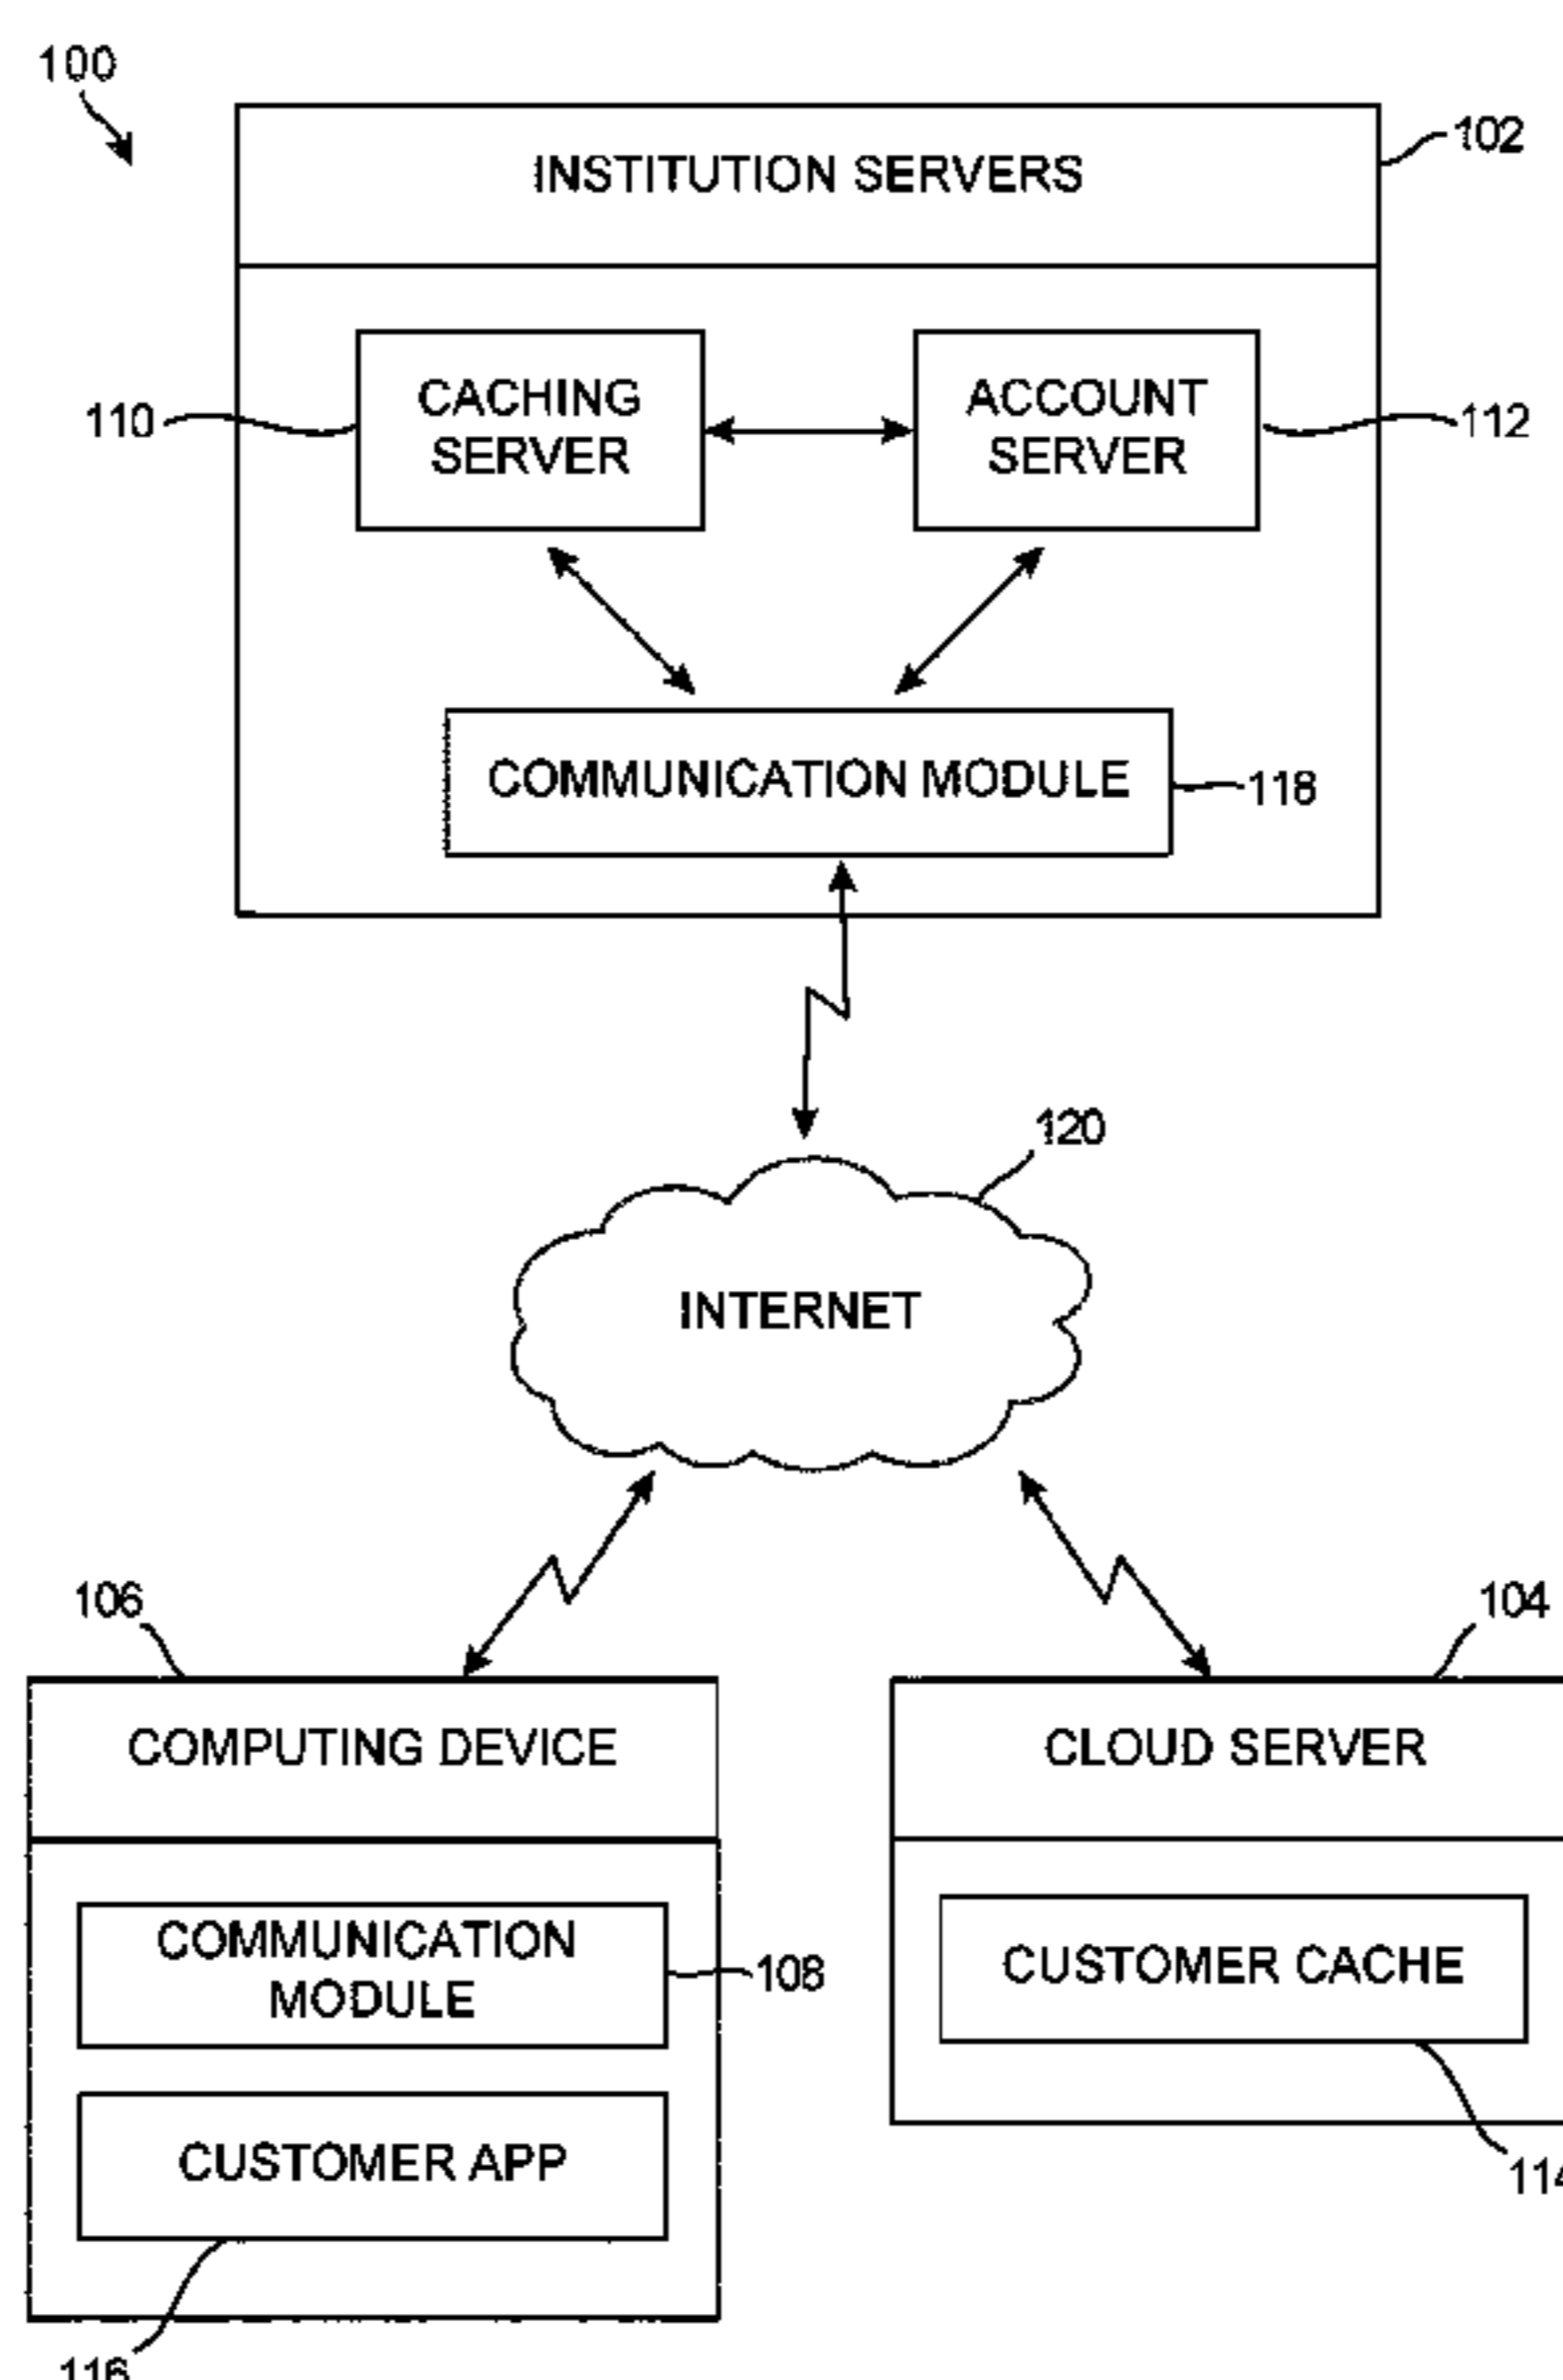 100
102
INSTITUTION SERVERS
CACHING
SERVER
ACCOUNT
SERVER
110
112
COMMUNICATION MODULE
118
120
INTERNET
106
104
COMPUTING DEVICE
CLOUD SERVER
COMMUNICATION
MODULE
108
CUSTOMER CACHE
CUSTOMER APP
114
116